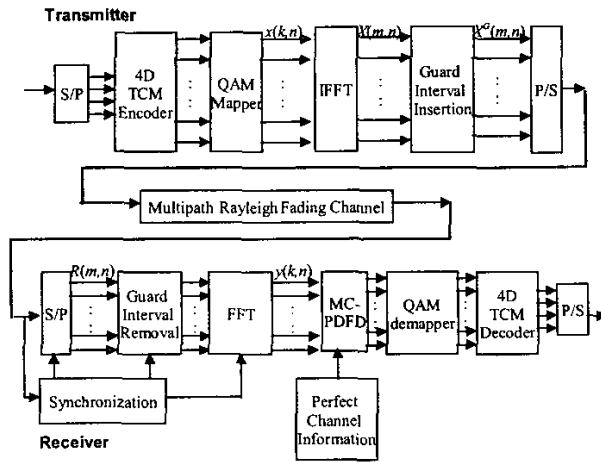 Transmitter
x(k,n)
X(m,n)
X^G(m,n)
S/P
4D
TCM
Encoder
QAM
Mapper
IFFT
Guard
Interval
Insertion
P/S
Multipath Rayleigh Fading Channel
R(m,n)
y(k,n)
S/P
Guard
Interval
Removal
FFT
MC-
PDFD
QAM
demapper
4D
TCM
Decoder
P/S
Synchronization
Perfect
Channel
Information
Receiver